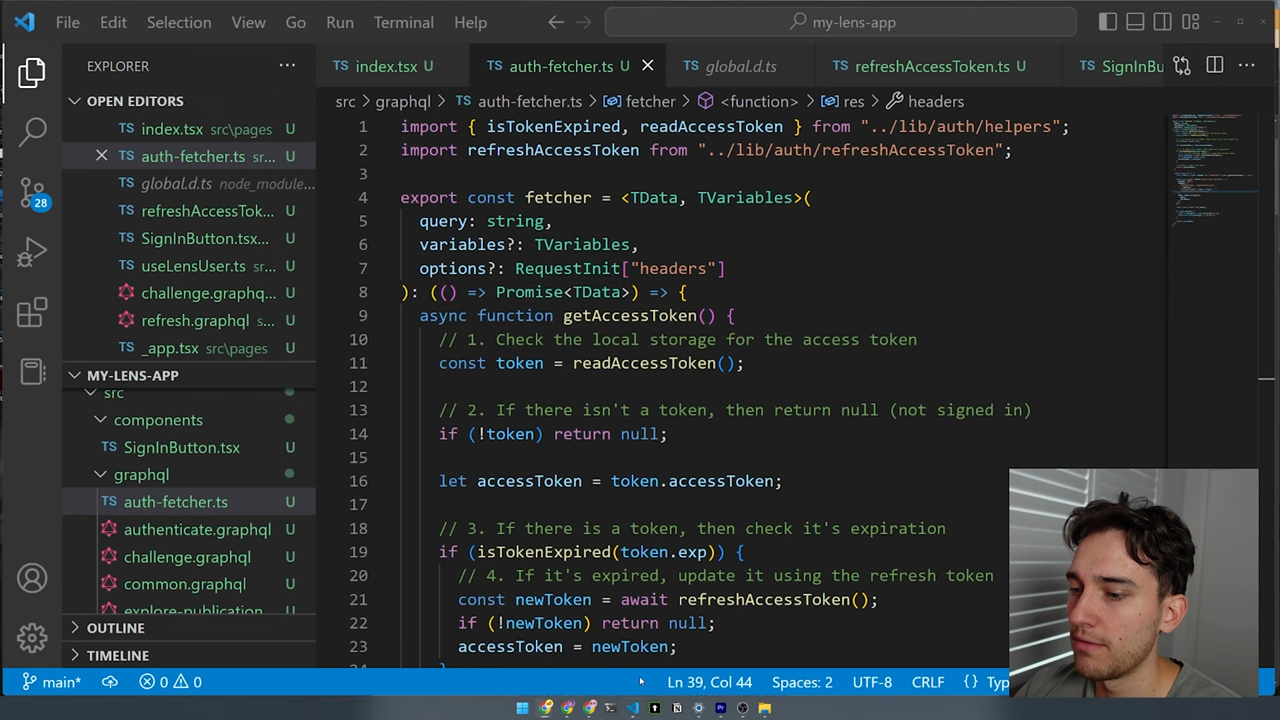 File Edit Selection View Go Run Terminal Help
my-lens-app
EXPLORER
OPEN EDITORS
TS index.tsx src\pages U
TS auth-fetcher.ts sr... U
TS global.d.ts node_module...
TS refreshAccessTok... U
TS SignInButton.tsx... U
TS useLensUser.ts sr... U
challenge.graphq... U
refresh.graphql s... U
TS _app.tsx src\pages U
MY-LENS-APP
src
components
TS SignInButton.tsx U
graphql
TS auth-fetcher.ts U
authenticate.graphql U
challenge.graphql U
common.graphql U
explore-publication U
OUTLINE
TIMELINE
28
TS index.tsx U TS auth-fetcher.ts U TS global.d.ts TS refreshAccessToken.ts U TS SignInBu
src > graphql > TS auth-fetcher.ts > fetcher > <function> > res > headers
1 import { isTokenExpired, readAccessToken } from "../lib/auth/helpers";
2 import refreshAccessToken from "../lib/auth/refreshAccessToken";
3
4 export const fetcher = <TData, TVariables>(
5 query: string,
6 variables?: TVariables,
7 options?: RequestInit["headers"]
8 ): (() => Promise<TData>) => {
9 async function getAccessToken() {
10 // 1. Check the local storage for the access token
11 const token = readAccessToken();
12
13 // 2. If there isn't a token, then return null (not signed in)
14 if (!token) return null;
15
16 let accessToken = token.accessToken;
17
18 // 3. If there is a token, then check it's expiration
19 if (isTokenExpired(token.exp)) {
20 // 4. If it's expired, update it using the refresh token
21 const newToken = await refreshAccessToken();
22 if (!newToken) return null;
23 accessToken = newToken;
24 }
main* 0 0 Ln 39, Col 44 Spaces: 2 UTF-8 CRLF {} Typ